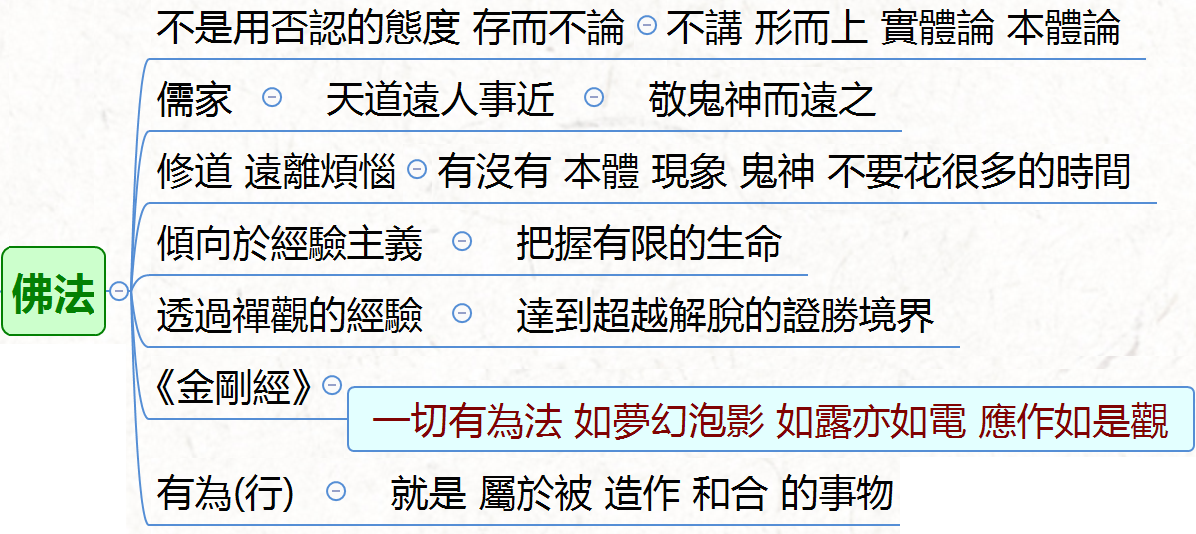 不是用否認的態度 存而不論 不講 形而上 實體論 本體論
儒家 天道遠人事近 敬鬼神而遠之
修道 遠離煩惱 有沒有 本體 現象 鬼神 不要花很多的時間
傾向於經驗主義 把握有限的生命
佛法
透過禪觀的經驗 達到超越解脫的證勝境界
《金剛經》
一切有為法 如夢幻泡影 如露亦如電 應作如是觀
有為(行) 就是 屬於被 造作 和合 的事物